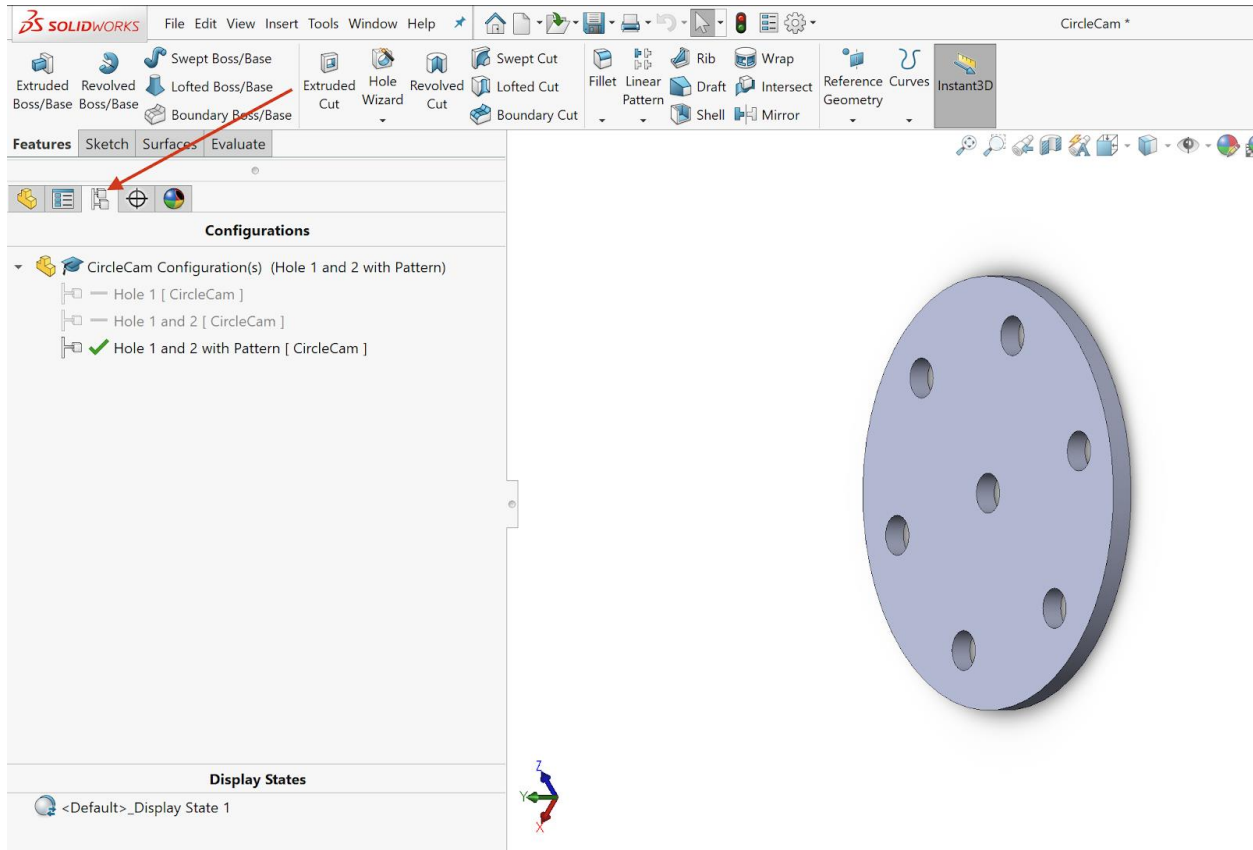 SOLIDWORKS File Edit View Insert Tools Window Help CircleCam *
Swept Boss/Base Swept Cut Rib Wrap
Extruded Boss/Base Revolved Boss/Base Lofted Boss/Base Extruded Cut Hole Wizard Revolved Cut Lofted Cut Fillet Linear Pattern Draft Intersect Reference Geometry Curves Instant3D
Boundary Boss/Base Boundary Cut Shell Mirror
Features Sketch Surfaces Evaluate
Configurations
CircleCam Configuration(s) (Hole 1 and 2 with Pattern)
Hole 1 [ CircleCam ]
Hole 1 and 2 [ CircleCam ]
Hole 1 and 2 with Pattern [ CircleCam ]
Display States
<Default>_Display State 1
Z
Y
X